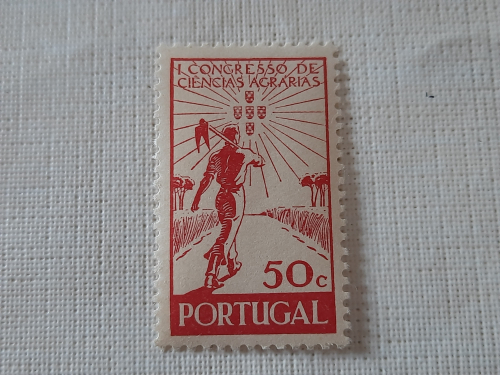 I CONGRESSO DE
CIÊNCIAS AGRÁRIAS
50c
PORTUGAL